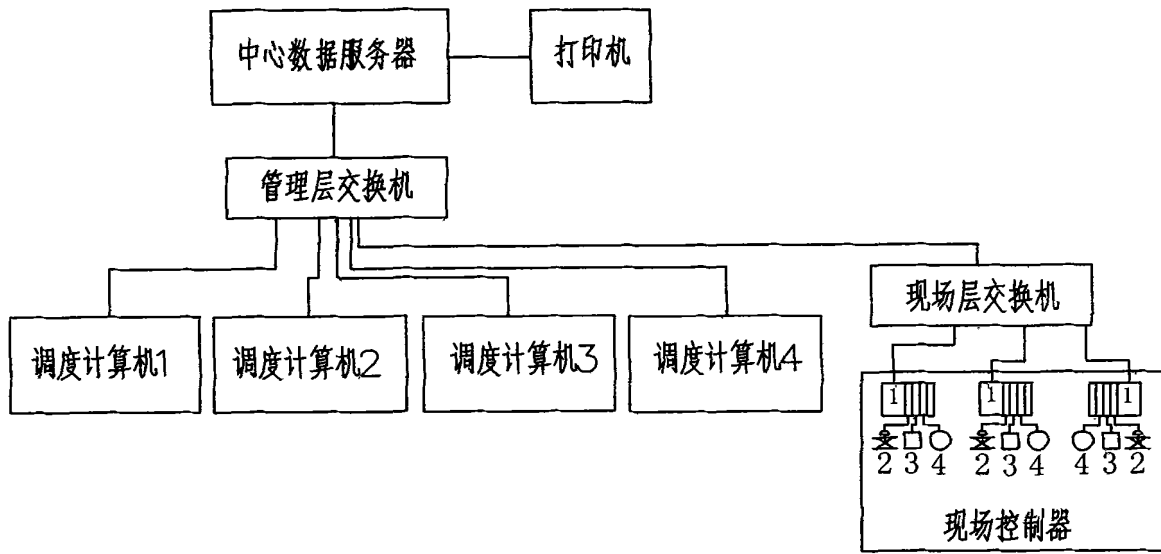 中心数据服务器
打印机
管理层交换机
现场层交换机
调度计算机1
调度计算机2
调度计算机3
调度计算机4
1 1 1
2 3 4 2 3 4 4 3 2
现场控制器